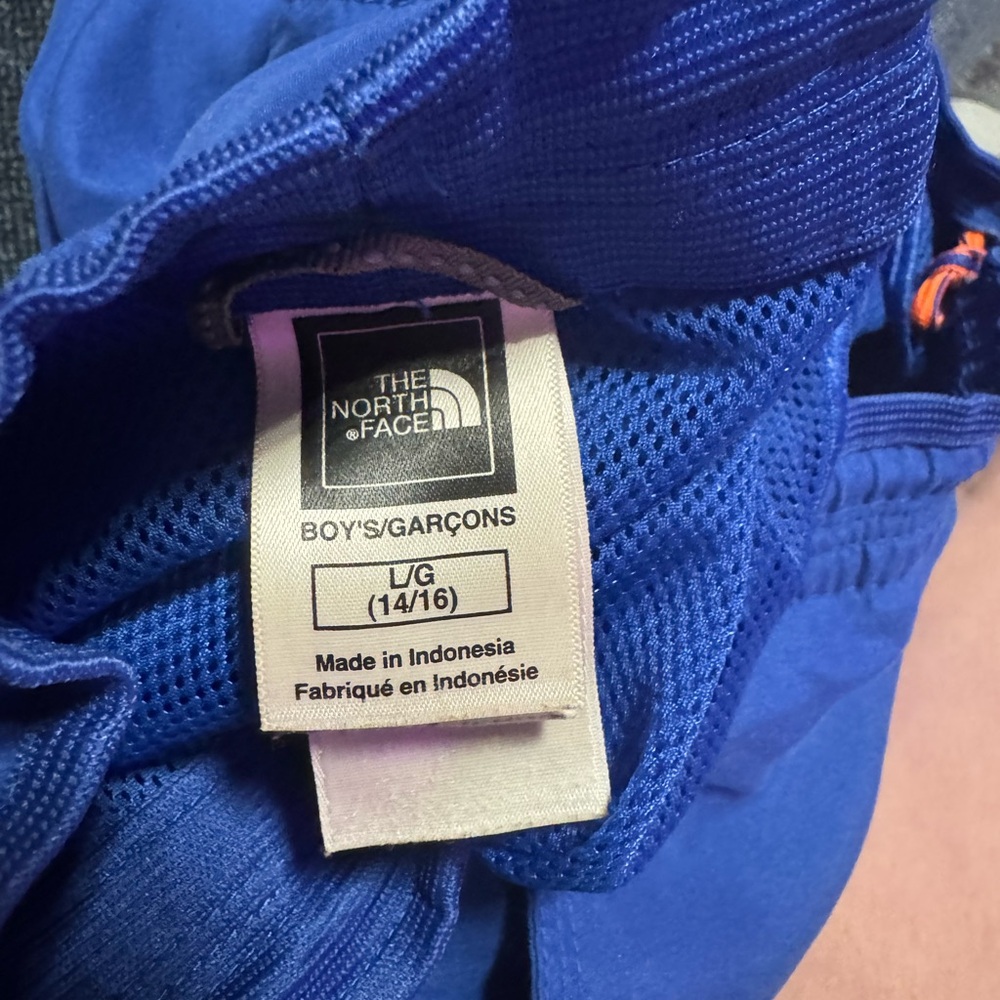 THE
NORTH
®FACE
BOY'S/GARÇONS
L/G
(14/16)
Made in Indonesia
Fabriqué en Indonésie